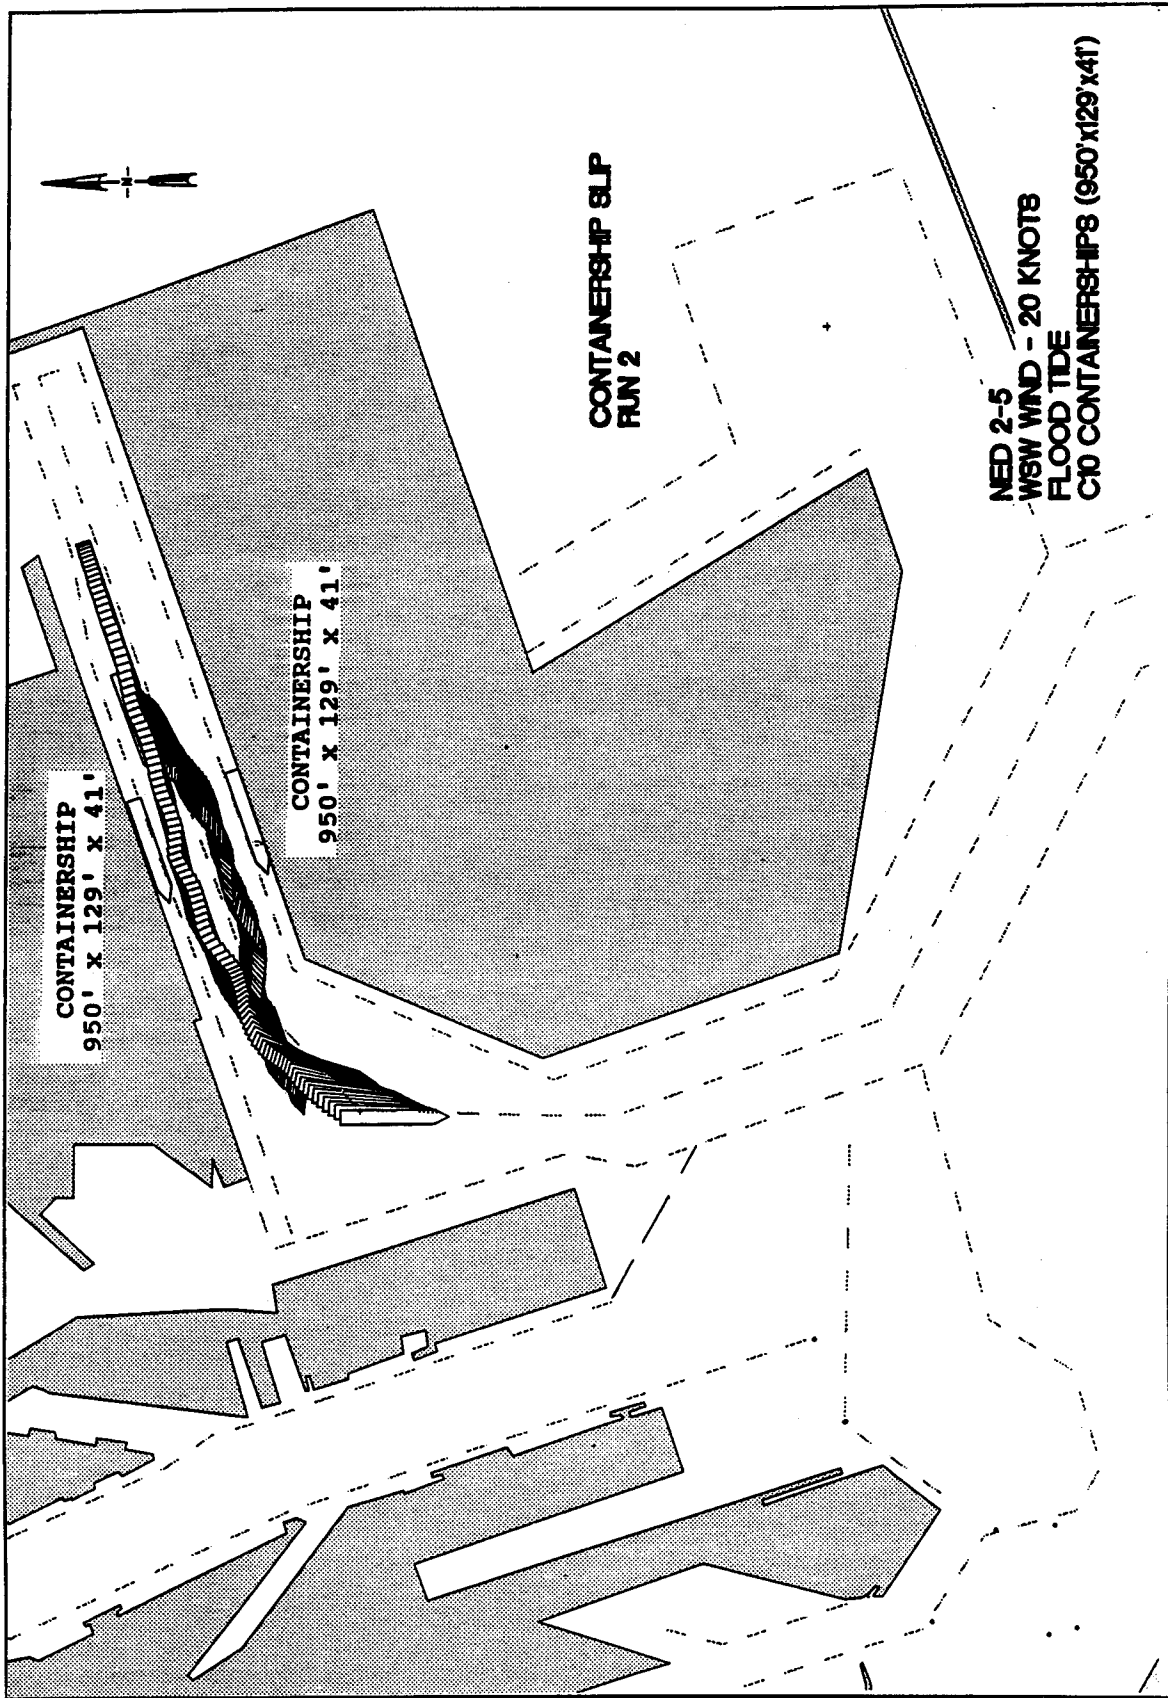 CONTAINERSHIP
950' x 129' x 41'
CONTAINERSHIP
950' x 129' x 41'
N
CONTAINERSHIP SLIP
RUN 2
NED 2-5
WSW WIND - 20 KNOTS
FLOOD TIDE
C10 CONTAINERSHIPS (950'x129'x41')